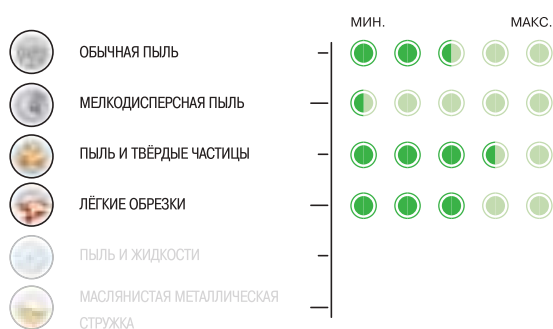 МИН. МАКС.
ОБЫЧНАЯ ПЫЛЬ
МЕЛКОДИСПЕРСНАЯ ПЫЛЬ
ПЫЛЬ И ТВЁРДЫЕ ЧАСТИЦЫ
ЛЁГКИЕ ОБРЕЗКИ
ПЫЛЬ И ЖИДКОСТИ
МАСЛЯНИСТАЯ МЕТАЛЛИЧЕСКАЯ
СТРУЖКА